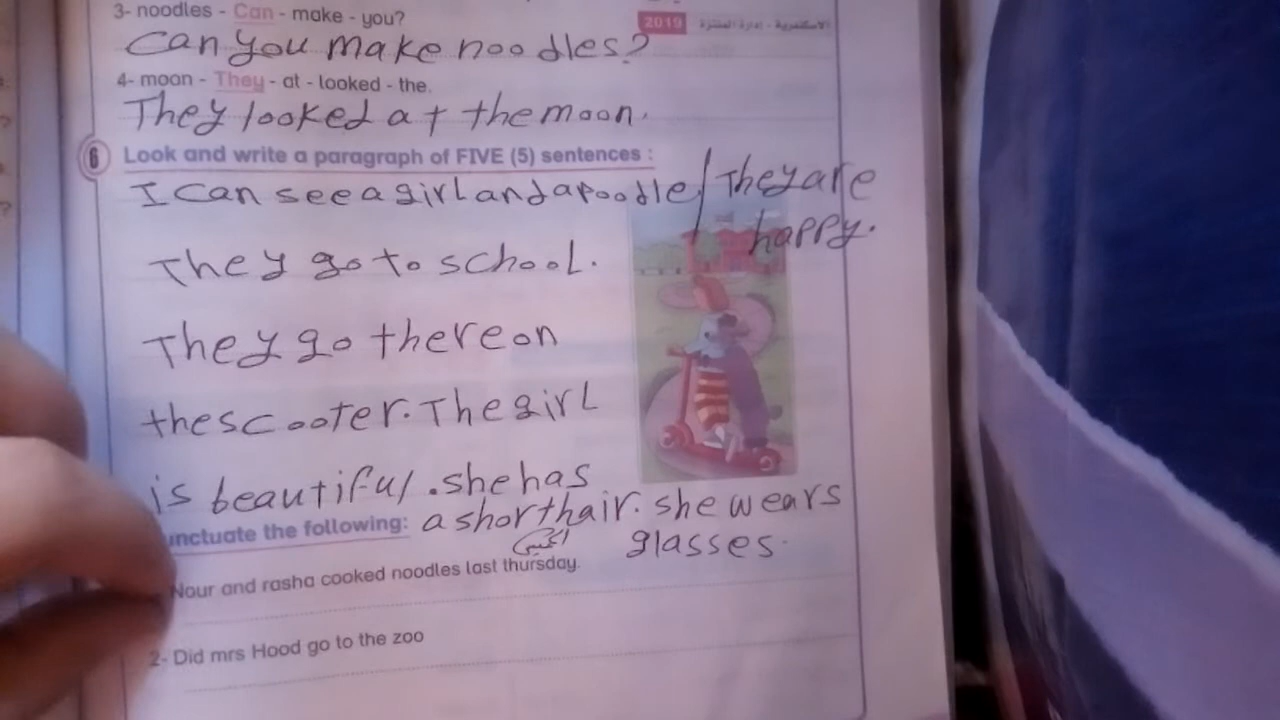 3- noodles - Can - make - you?
2019 الإسكندرية - إدارة المنتزة
Can you make noodles?
4- moon - They - at - looked - the.
They looked at the moon.
6 Look and write a paragraph of FIVE (5) sentences :
I can see a girl and a poodle / They are
happy.
They go to school.
They go there on
the scooter. The girl
is beautiful. she has
a short hair. she wears
glasses.
unctuate the following:
Nour and rasha cooked noodles last thursday.
2- Did mrs Hood go to the zoo